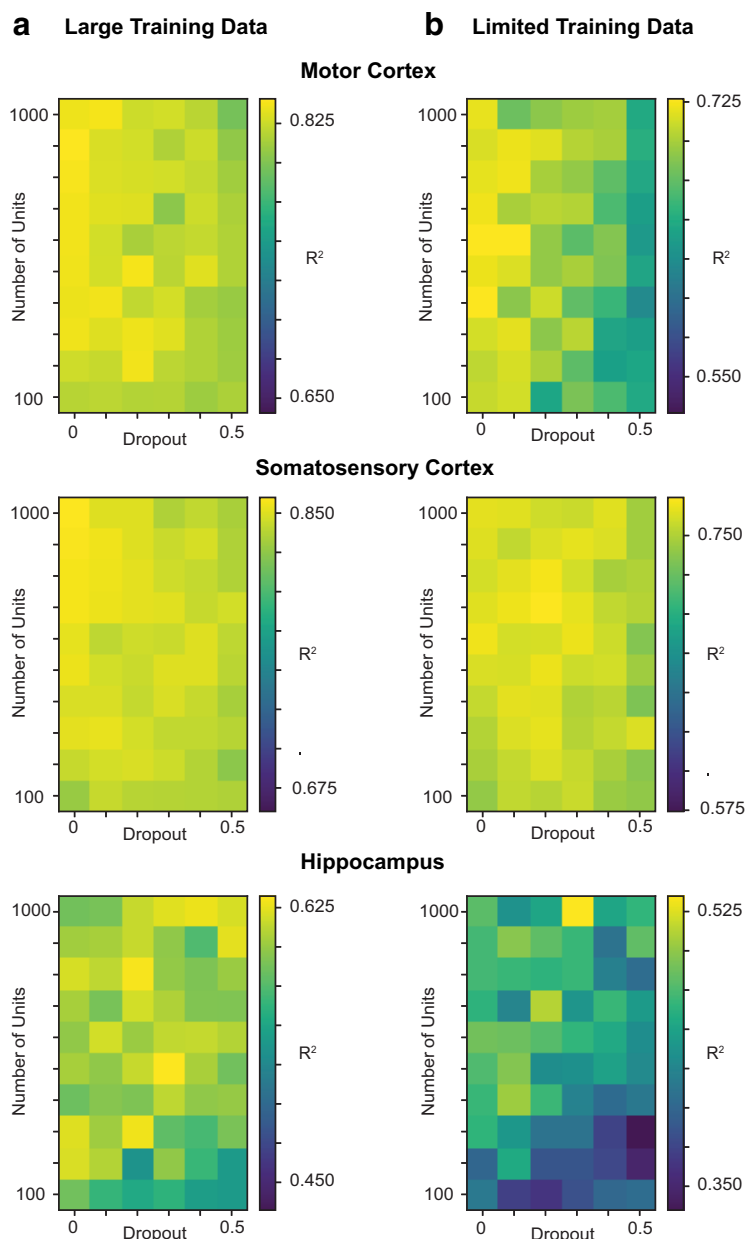 a Large Training Data
b Limited Training Data
Motor Cortex
1000
100
Number of Units
0
0.5
Dropout
0.825
R²
0.650
1000
100
Number of Units
0
0.5
Dropout
0.725
R²
0.550
Somatosensory Cortex
1000
100
Number of Units
0
0.5
Dropout
0.850
R²
0.675
1000
100
Number of Units
0
0.5
Dropout
0.750
R²
0.575
Hippocampus
1000
100
Number of Units
0
0.5
Dropout
0.625
R²
0.450
1000
100
Number of Units
0
0.5
Dropout
0.525
R²
0.350